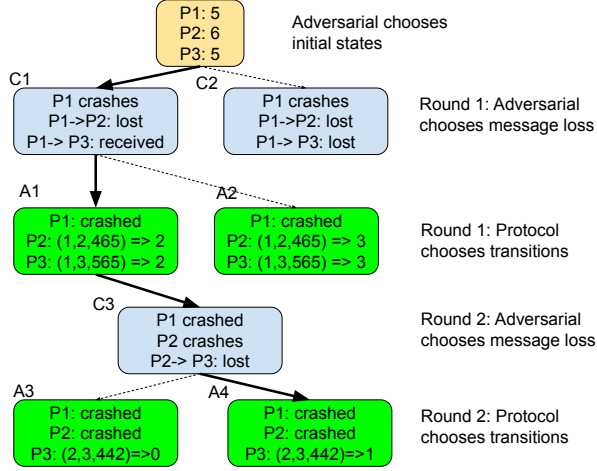 P1: 5
P2: 6
P3: 5
Adversarial chooses
initial states
C1
C2
P1 crashes
P1->P2: lost
P1-> P3: received
P1 crashes
P1->P2: lost
P1-> P3: lost
Round 1: Adversarial
chooses message loss
A1
A2
P1: crashed
P2: (1,2,465) => 2
P3: (1,3,565) => 2
P1: crashed
P2: (1,2,465) => 3
P3: (1,3,565) => 3
Round 1: Protocol
chooses transitions
C3
P1 crashed
P2 crashes
P2-> P3: lost
Round 2: Adversarial
chooses message loss
A3
A4
P1: crashed
P2: crashed
P3: (2,3,442)=>0
P1: crashed
P2: crashed
P3: (2,3,442)=>1
Round 2: Protocol
chooses transitions